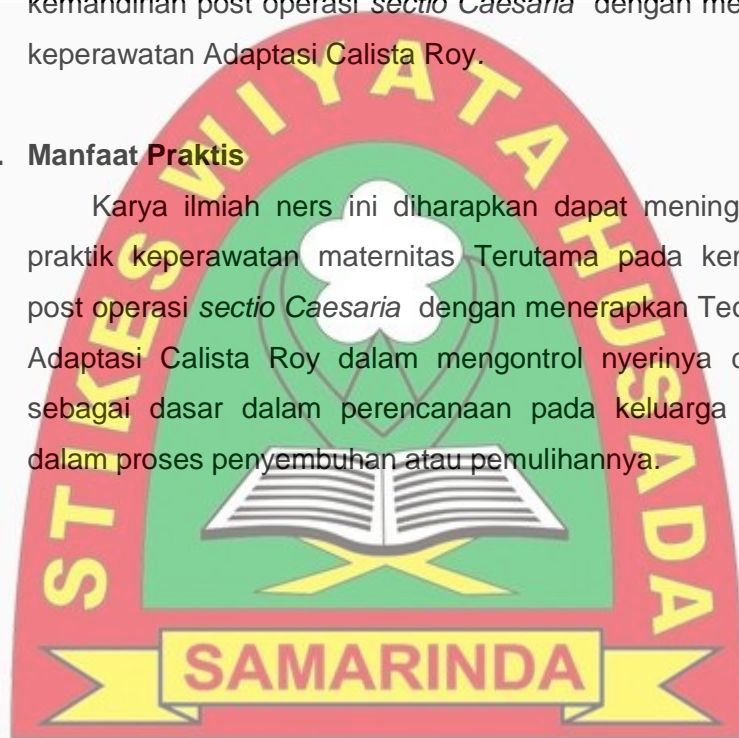 kemandirian post operasi sectio Caesaria dengan me
keperawatan Adaptasi Calista Roy.
. Manfaat Praktis
Karya ilmiah ners ini diharapkan dapat mening
praktik keperawatan maternitas Terutama pada ker
post operasi sectio Caesaria dengan menerapkan Teo
Adaptasi Calista Roy dalam mengontrol nyerinya d
sebagai dasar dalam perencanaan pada keluarga
dalam proses penyembuhan atau pemulihannya.
STIKES WIYATA HUSADA
SAMARINDA